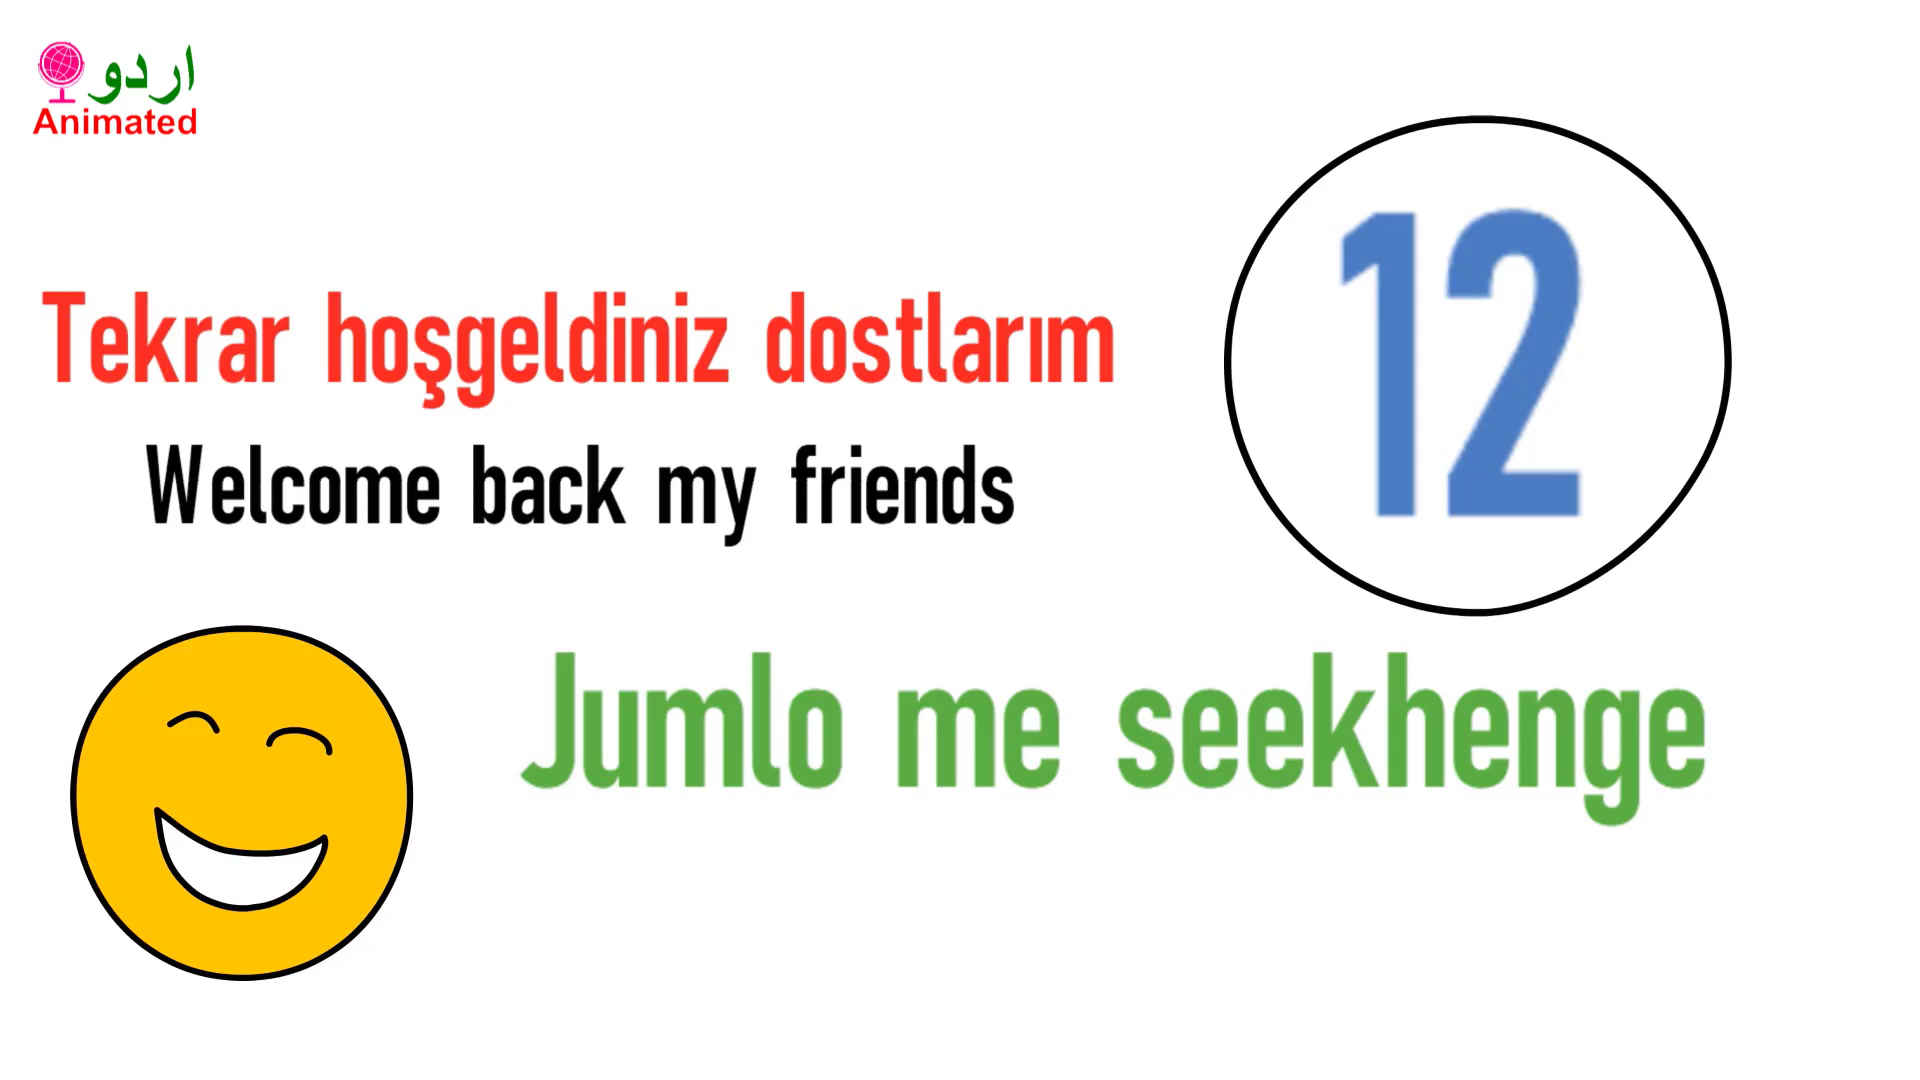 اردو
Animated
12
Tekrar hoşgeldiniz dostlarım
Welcome back my friends
Jumlo me seekhenge